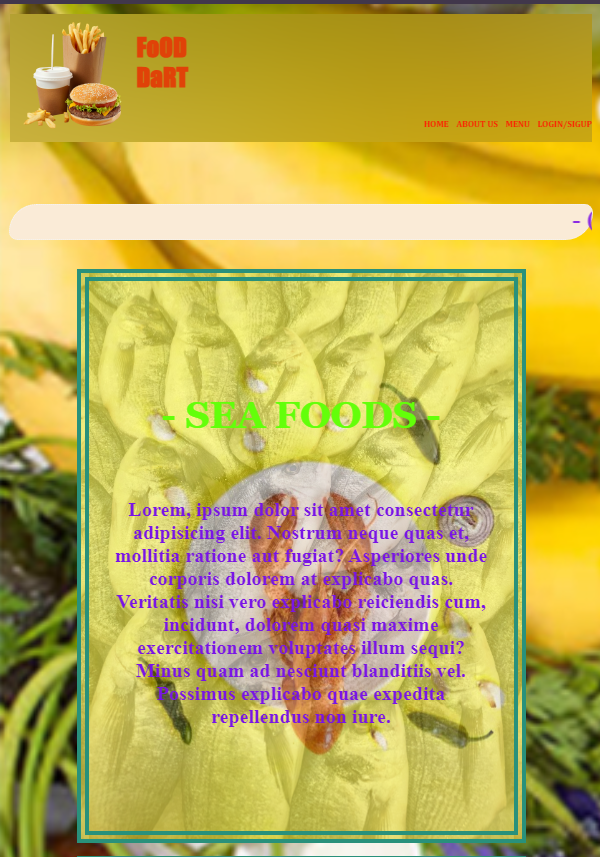 FoOD
DaRT
HOME ABOUT US MENU LOGIN/SIGUP
- SEA FOODS -
Lorem, ipsum dolor sit amet consectetur
adipisicing elit. Nostrum neque quas et,
mollitia ratione aut fugiat? Asperiores unde
corporis dolorem at explicabo quas.
Veritatis nisi vero explicabo reiciendis cum,
incidunt, dolorem quasi maxime
exercitationem voluptates illum sequi?
Minus quam ad nesciunt blanditiis vel.
Possimus explicabo quae expedita
repellendus non iure.